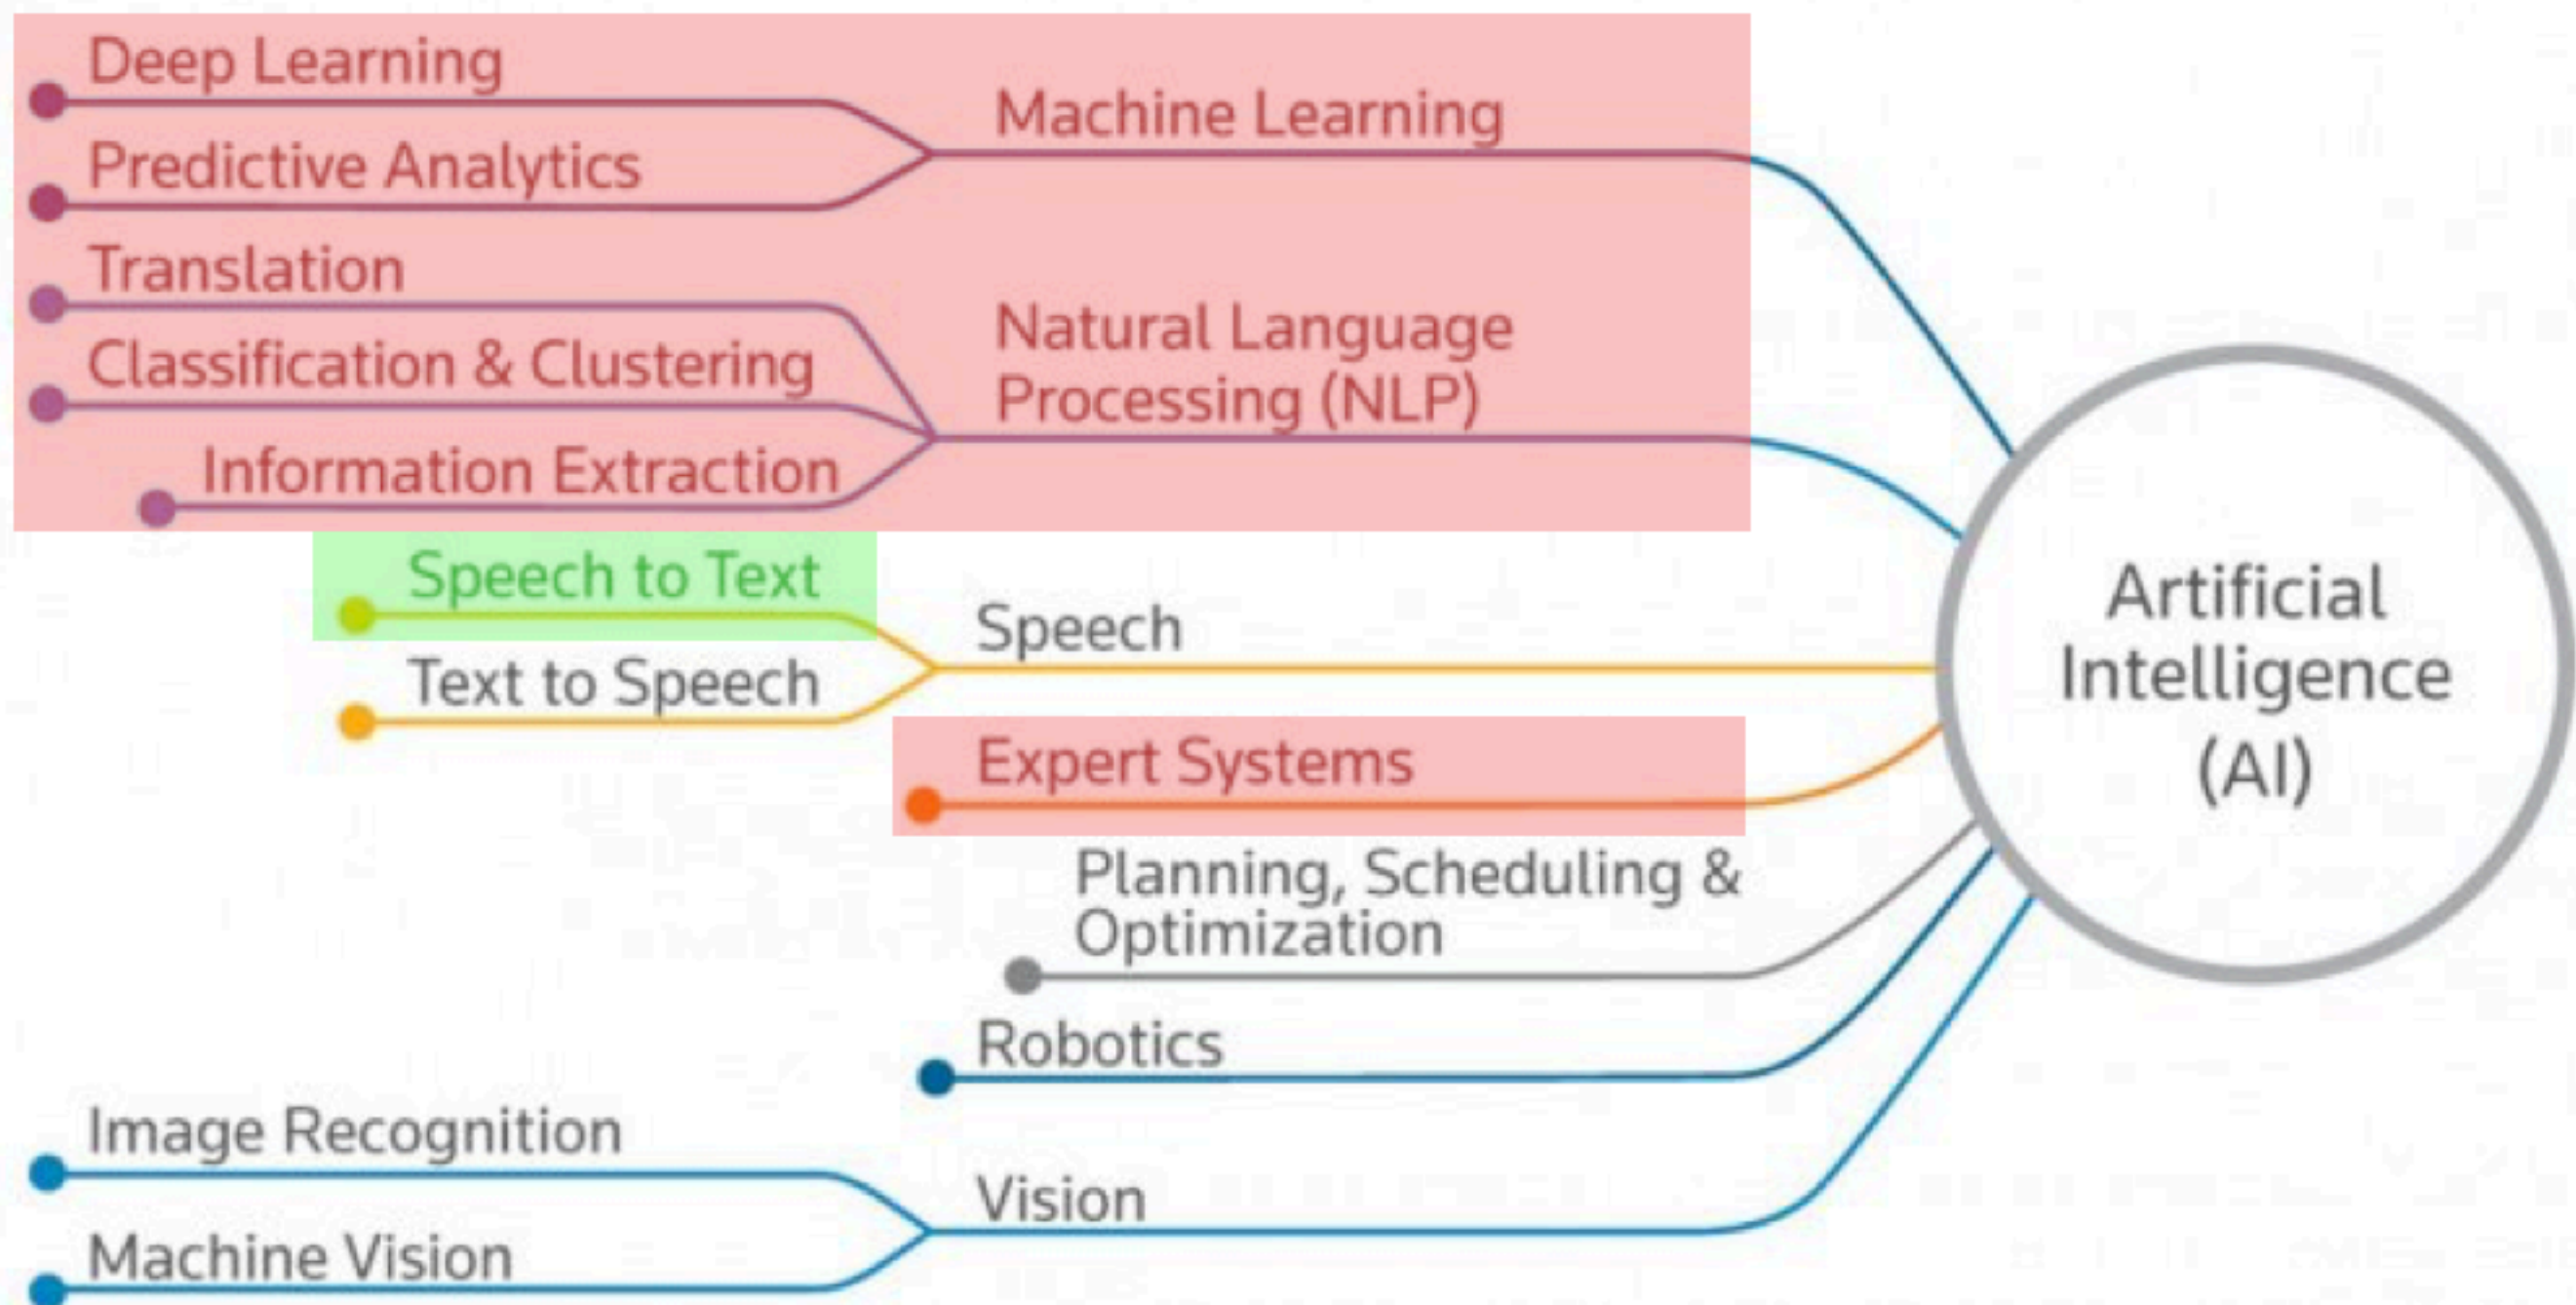 Deep Learning
Predictive Analytics
Machine Learning
Translation
Classification & Clustering
Information Extraction
Natural Language
Processing (NLP)
Speech to Text
Text to Speech
Speech
Expert Systems
Planning, Scheduling &
Optimization
Robotics
Image Recognition
Machine Vision
Vision
Artificial
Intelligence
(AI)